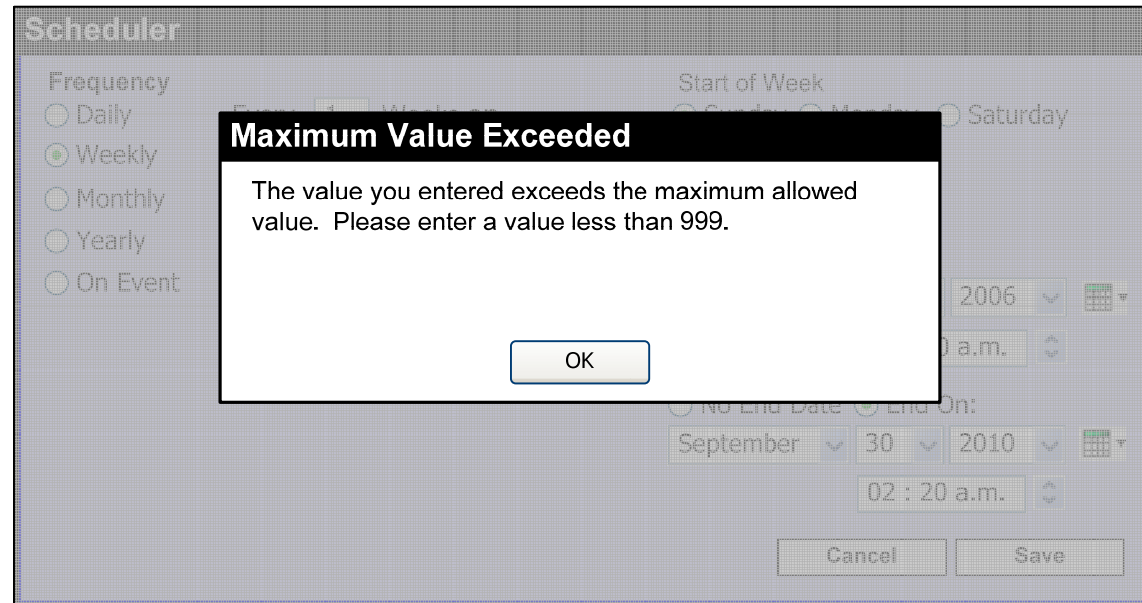 Scheduler
Frequency
Start of Week
Daily
Saturday
Maximum Value Exceeded
Weekly
The value you entered exceeds the maximum allowed
value. Please enter a value less than 999.
Monthly
Yearly
On Event
2006
a.m.
OK
No End Date End On:
September 30 2010
02 : 20 a.m.
Cancel Save